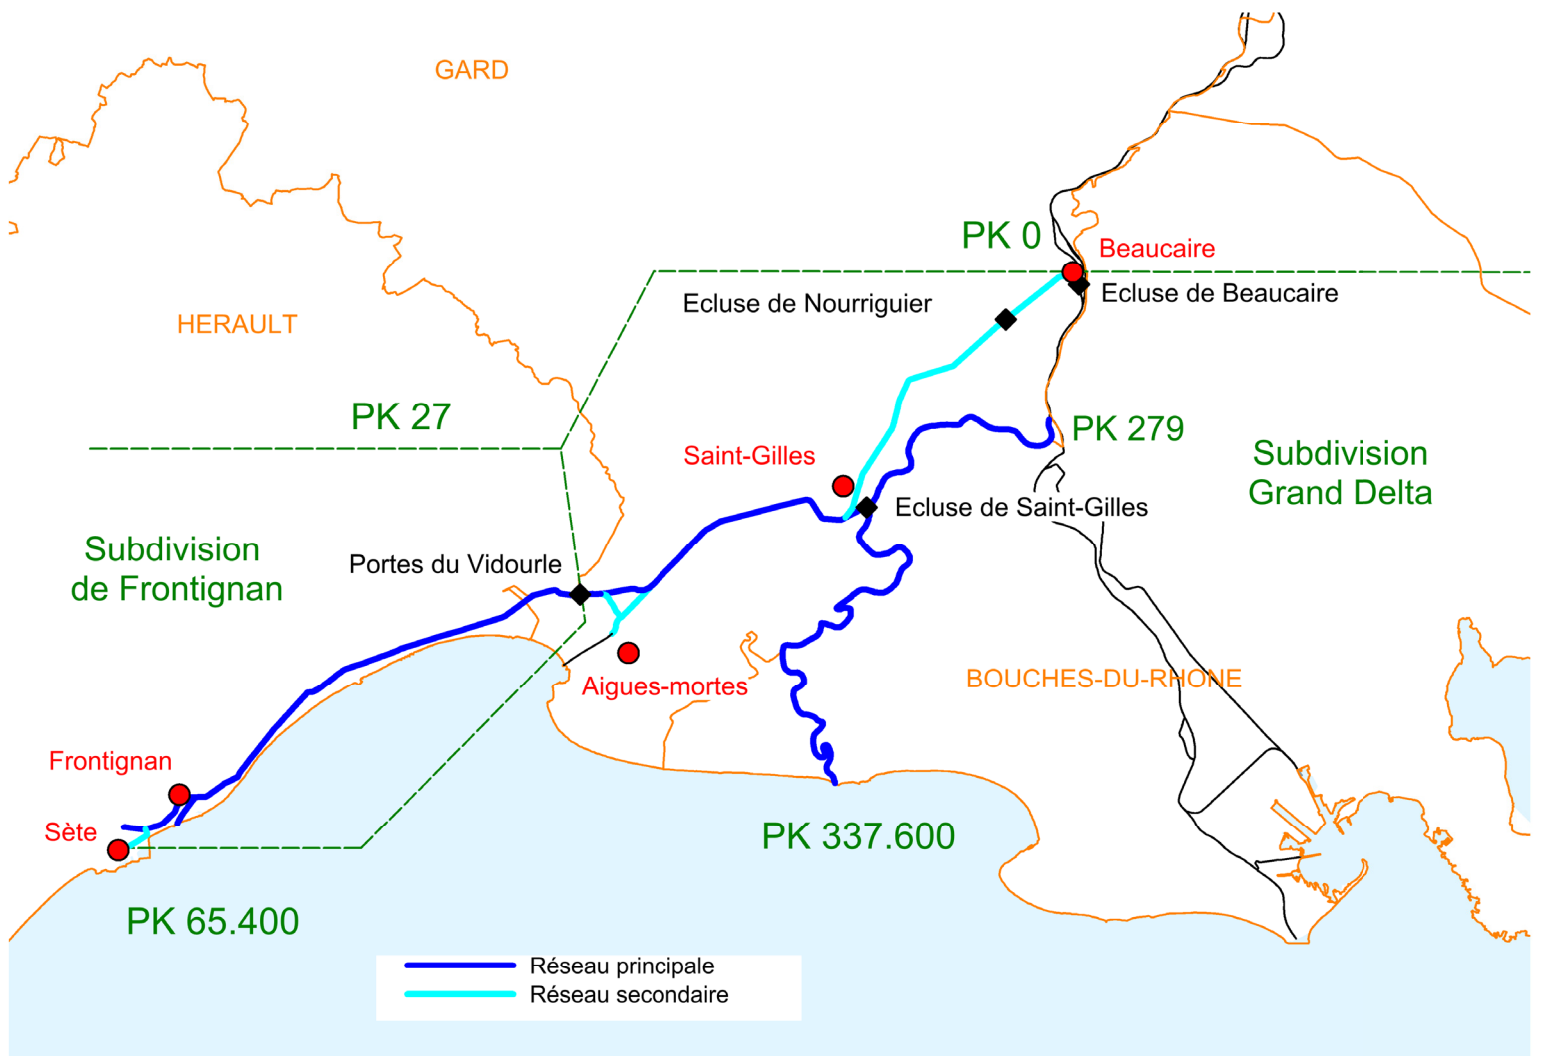 GARD
PK 0
Beaucaire
Ecluse de Nourriguier
Ecluse de Beaucaire
HERAULT
PK 27
PK 279
Saint-Gilles
Subdivision
Grand Delta
Ecluse de Saint-Gilles
Subdivision
de Frontignan
Portes du Vidourle
Aigues-mortes
BOUCHES-DU-RHONE
Frontignan
Sète
PK 337.600
PK 65.400
Réseau principale
Réseau secondaire